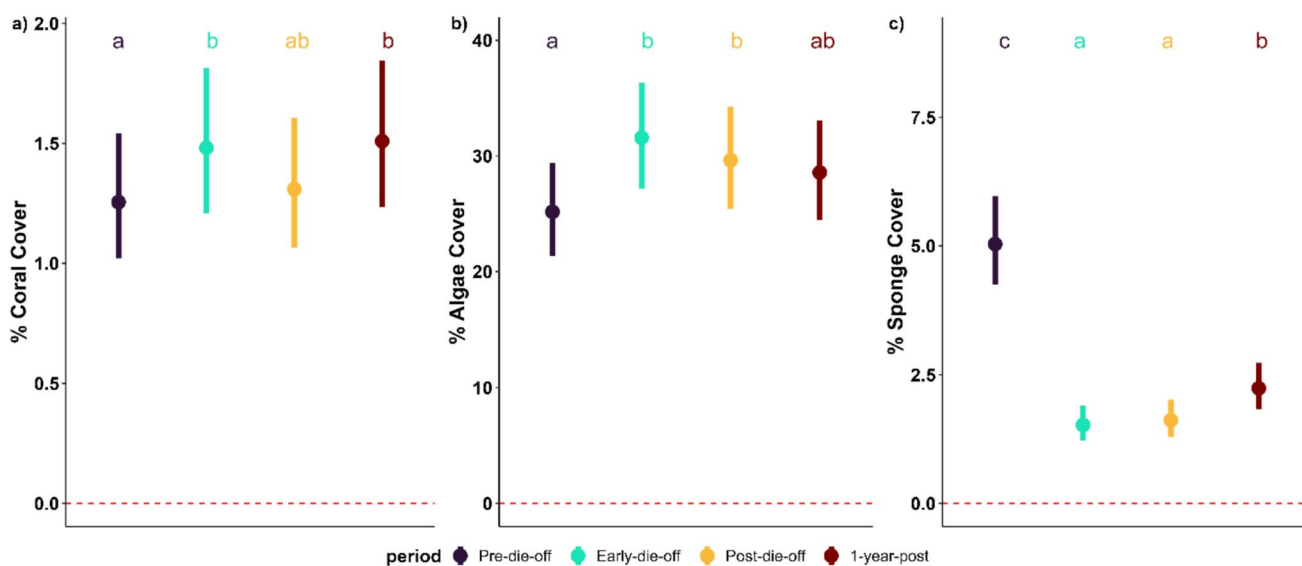 a)
2.0
1.5
1.0
0.5
0.0
% Coral Cover
a b ab b
b)
40
30
20
10
0
% Algae Cover
a b b ab
c)
7.5
5.0
2.5
0.0
% Sponge Cover
c a a b
period Pre-die-off Early-die-off Post-die-off 1-year-post